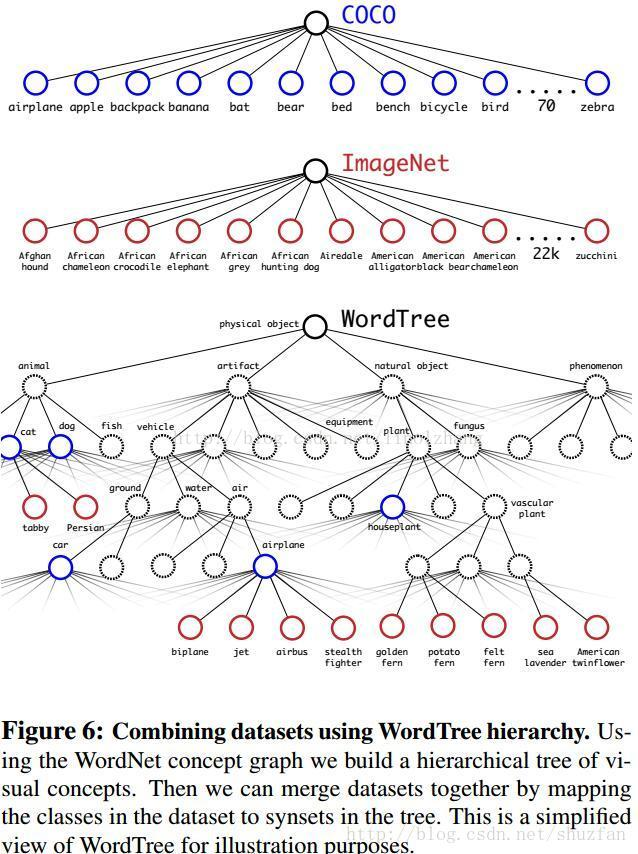 COCO
airplane apple backpack banana bat bear bed bench bicycle bird ..... 70 zebra
ImageNet
Afghan hound
African chameleon
African crocodile
African elephant
African grey
African hunting dog
Airedale
American alligator
American black bear
American chameleon
..... 22k
zucchini
physical object
WordTree
animal artifact natural object phenomenon
cat dog fish vehicle equipment plant fungus
ground water air vascular plant
tabby Persian houseplant
car airplane
biplane jet airbus stealth fighter golden fern potato fern felt fern sea lavender American twinflower
Figure 6: Combining datasets using WordTree hierarchy. Us-
ing the WordNet concept graph we build a hierarchical tree of vi-
sual concepts. Then we can merge datasets together by mapping
the classes in the dataset to synsets in the tree. This is a simplified
view of WordTree for illustration purposes.
http://blog.csdn.net/shuzfan